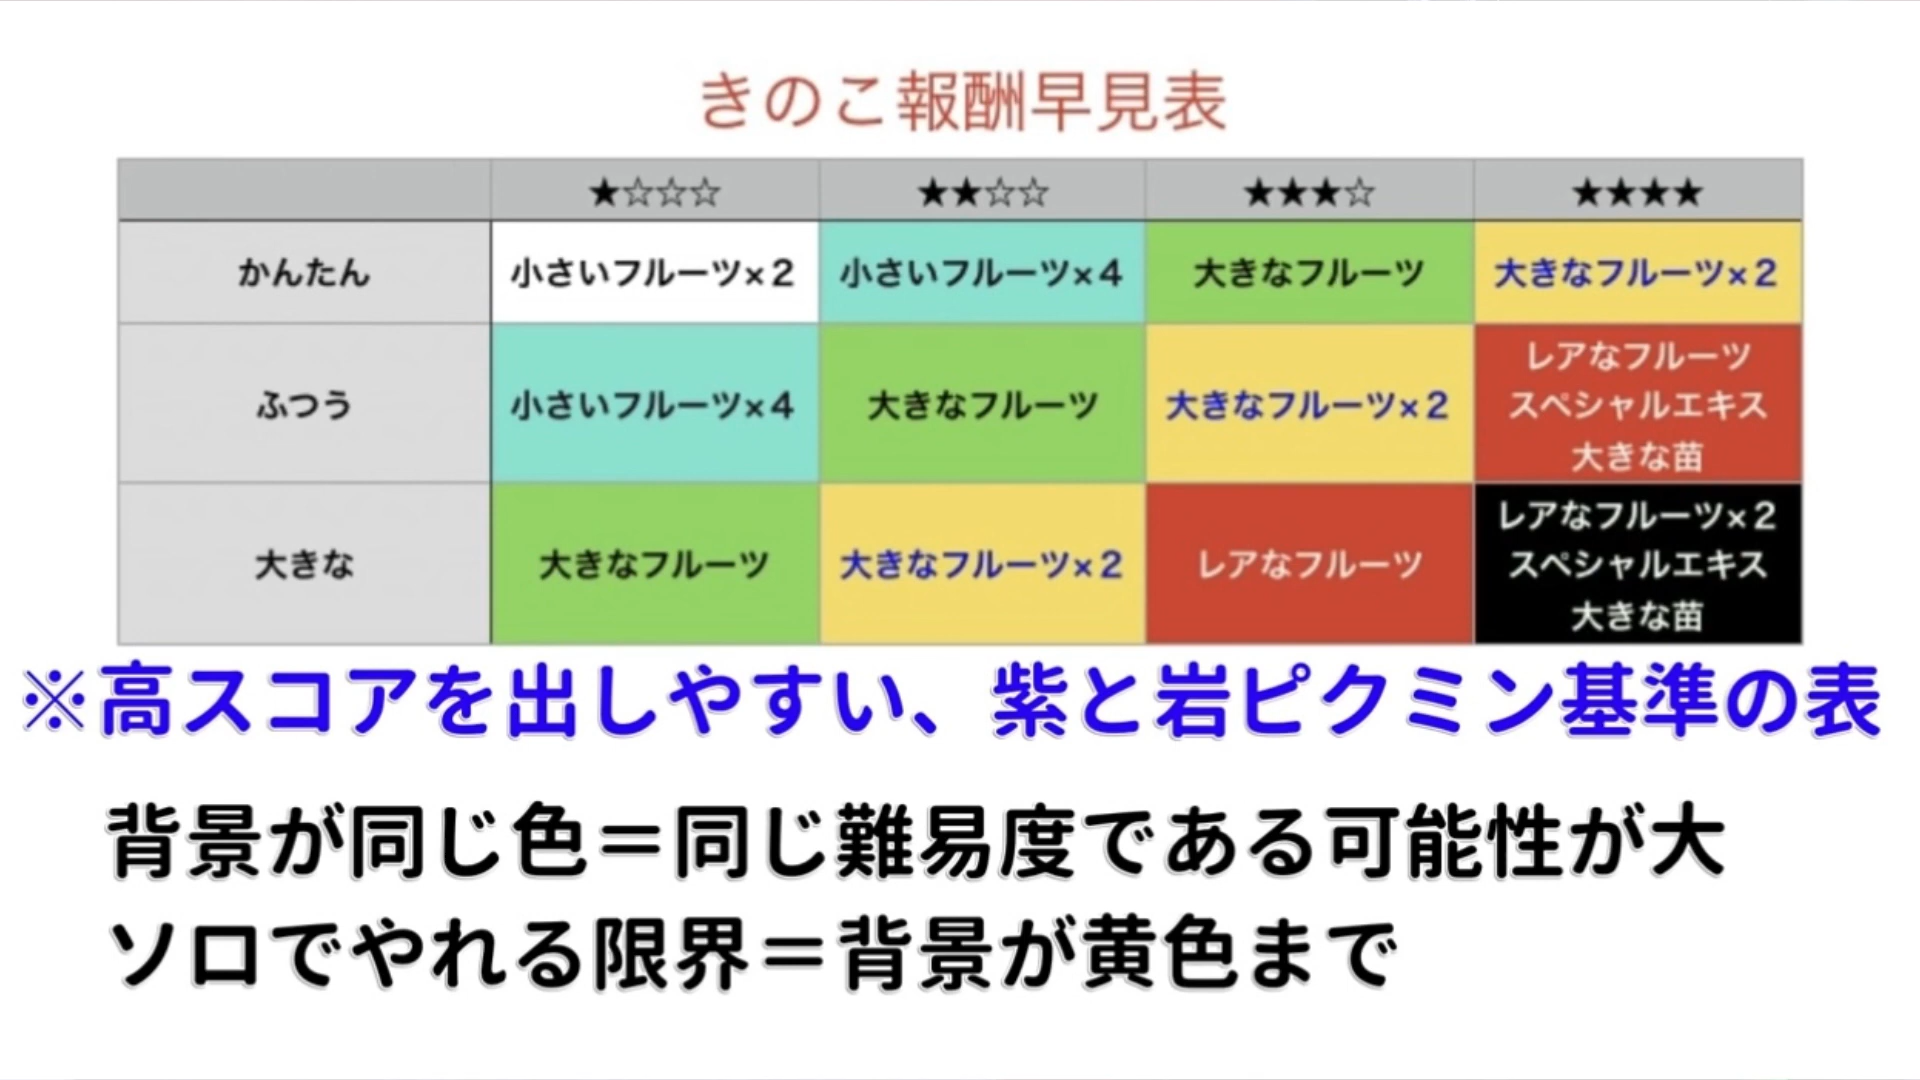 きのこ報酬早見表
★☆☆☆ ★★☆☆ ★★★☆ ★★★★
かんたん 小さいフルーツ×2 小さいフルーツ×4 大きなフルーツ 大きなフルーツ×2
ふつう 小さいフルーツ×4 大きなフルーツ 大きなフルーツ×2 レアなフルーツ
スペシャルエキス
大きな苗
大きな 大きなフルーツ 大きなフルーツ×2 レアなフルーツ レアなフルーツ×2
スペシャルエキス
大きな苗
※高スコアを出しやすい、紫と岩ピクミン基準の表
背景が同じ色＝同じ難易度である可能性が大
ソロでやれる限界＝背景が黄色まで